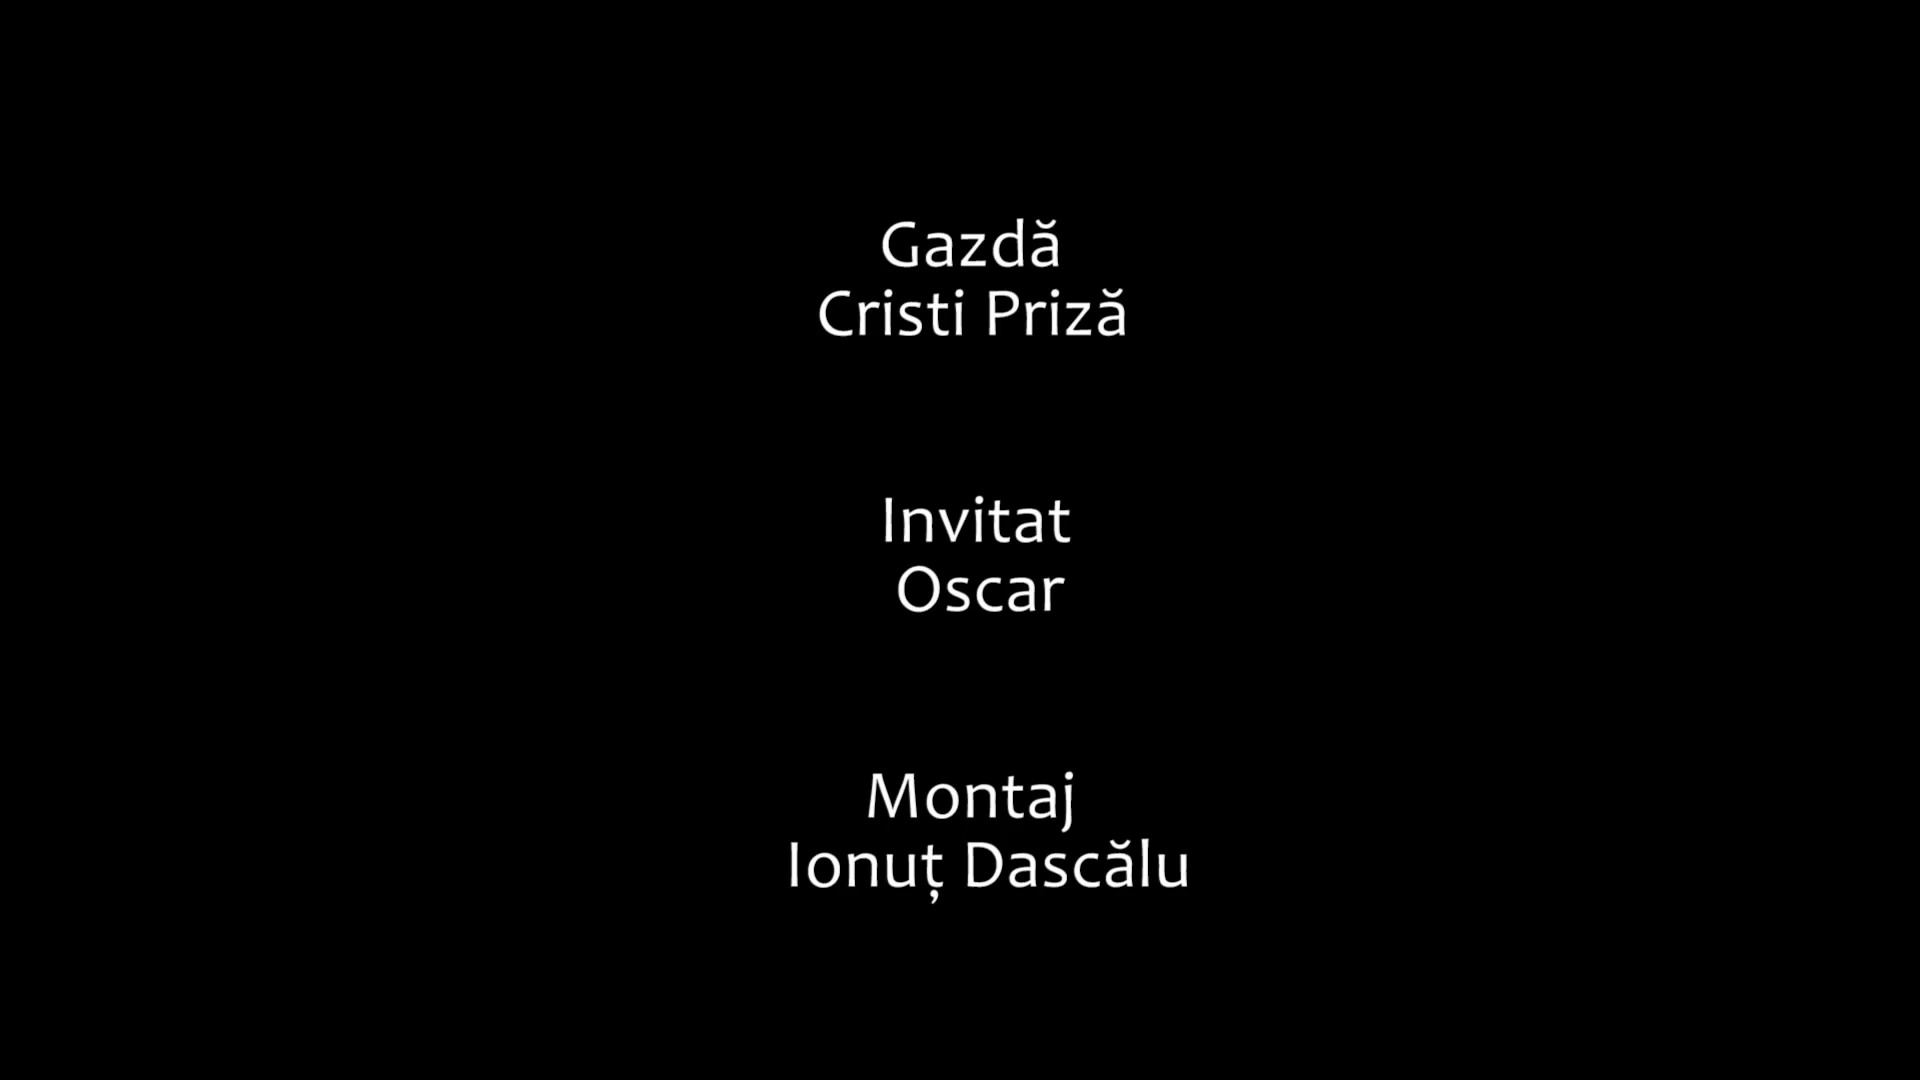 Gazdă
Cristi Priză
Invitat
Oscar
Montaj
Ionuț Dascălu